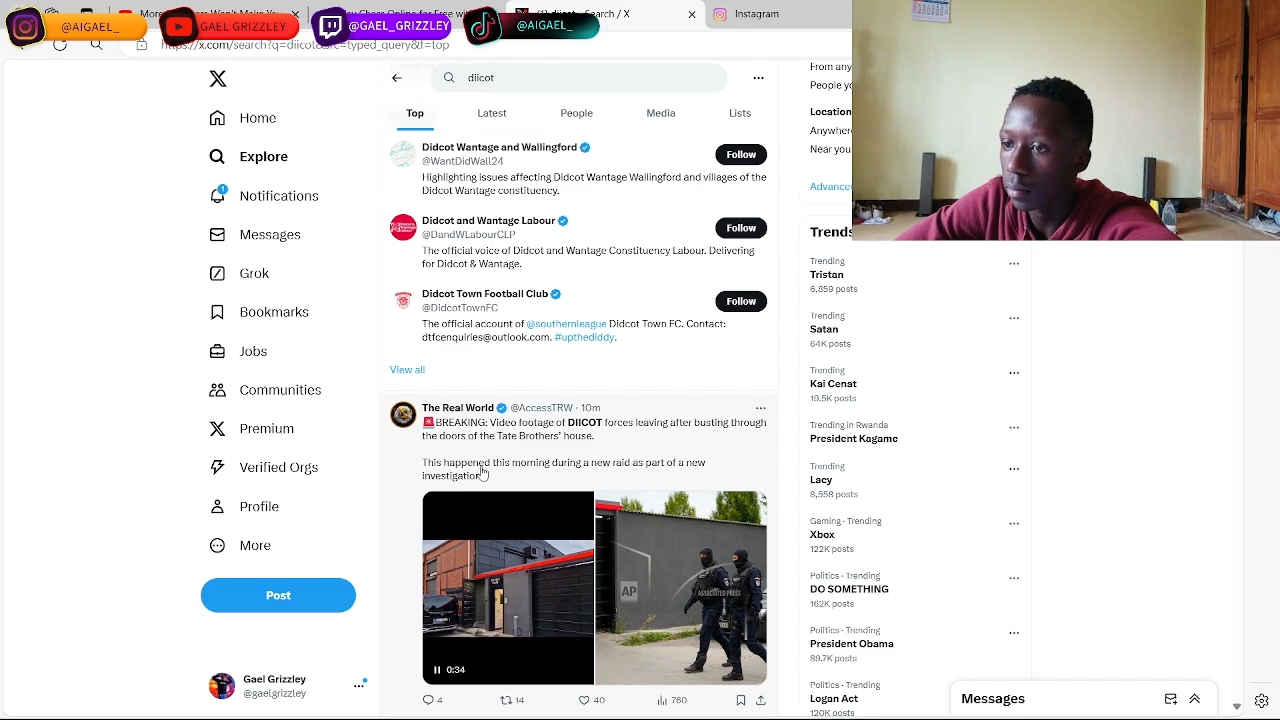 @AIGAEL_
GAEL GRIZZLEY
@GAEL_GRIZZLEY
@AIGAEL_
Instagram
https://x.com/search?q=diicot&src=typed_query&f=top
diicot
Home
Explore
1
Notifications
Messages
Grok
Bookmarks
Jobs
Communities
Premium
Verified Orgs
Profile
More
Post
Gael Grizzley
@gaelgrizzley
Top
Latest
People
Media
Lists
Didcot Wantage and Wallingford
@WantDidWall24
Follow
Highlighting issues affecting Didcot Wantage Wallingford and villages of the
Didcot Wantage constituency.
Didcot and Wantage Labour
@DandWLabourCLP
Follow
The official voice of Didcot and Wantage Constituency Labour. Delivering
for Didcot & Wantage.
Didcot Town Football Club
@DidcotTownFC
Follow
The official account of @southernleague Didcot Town FC. Contact:
dtfcenquiries@outlook.com. #upthediddy.
View all
The Real World @AccessTRW · 10m
🚨BREAKING: Video footage of DIICOT forces leaving after busting through
the doors of the Tate Brothers' house.
This happened this morning during a new raid as part of a new
investigation
0:34
AP
ASSOCIATED PRESS
4
14
40
760
From any
People yo
Location
Anywhere
Near you
Advance
Trends
Trending
Tristan
6,859 posts
Trending
Satan
64K posts
Trending
Kai Cenat
19.5K posts
Trending in Rwanda
President Kagame
Trending
Lacy
8,558 posts
Gaming · Trending
Xbox
122K posts
Politics · Trending
DO SOMETHING
162K posts
Politics · Trending
President Obama
89.7K posts
Politics · Trending
Logan Act
120K posts
Messages